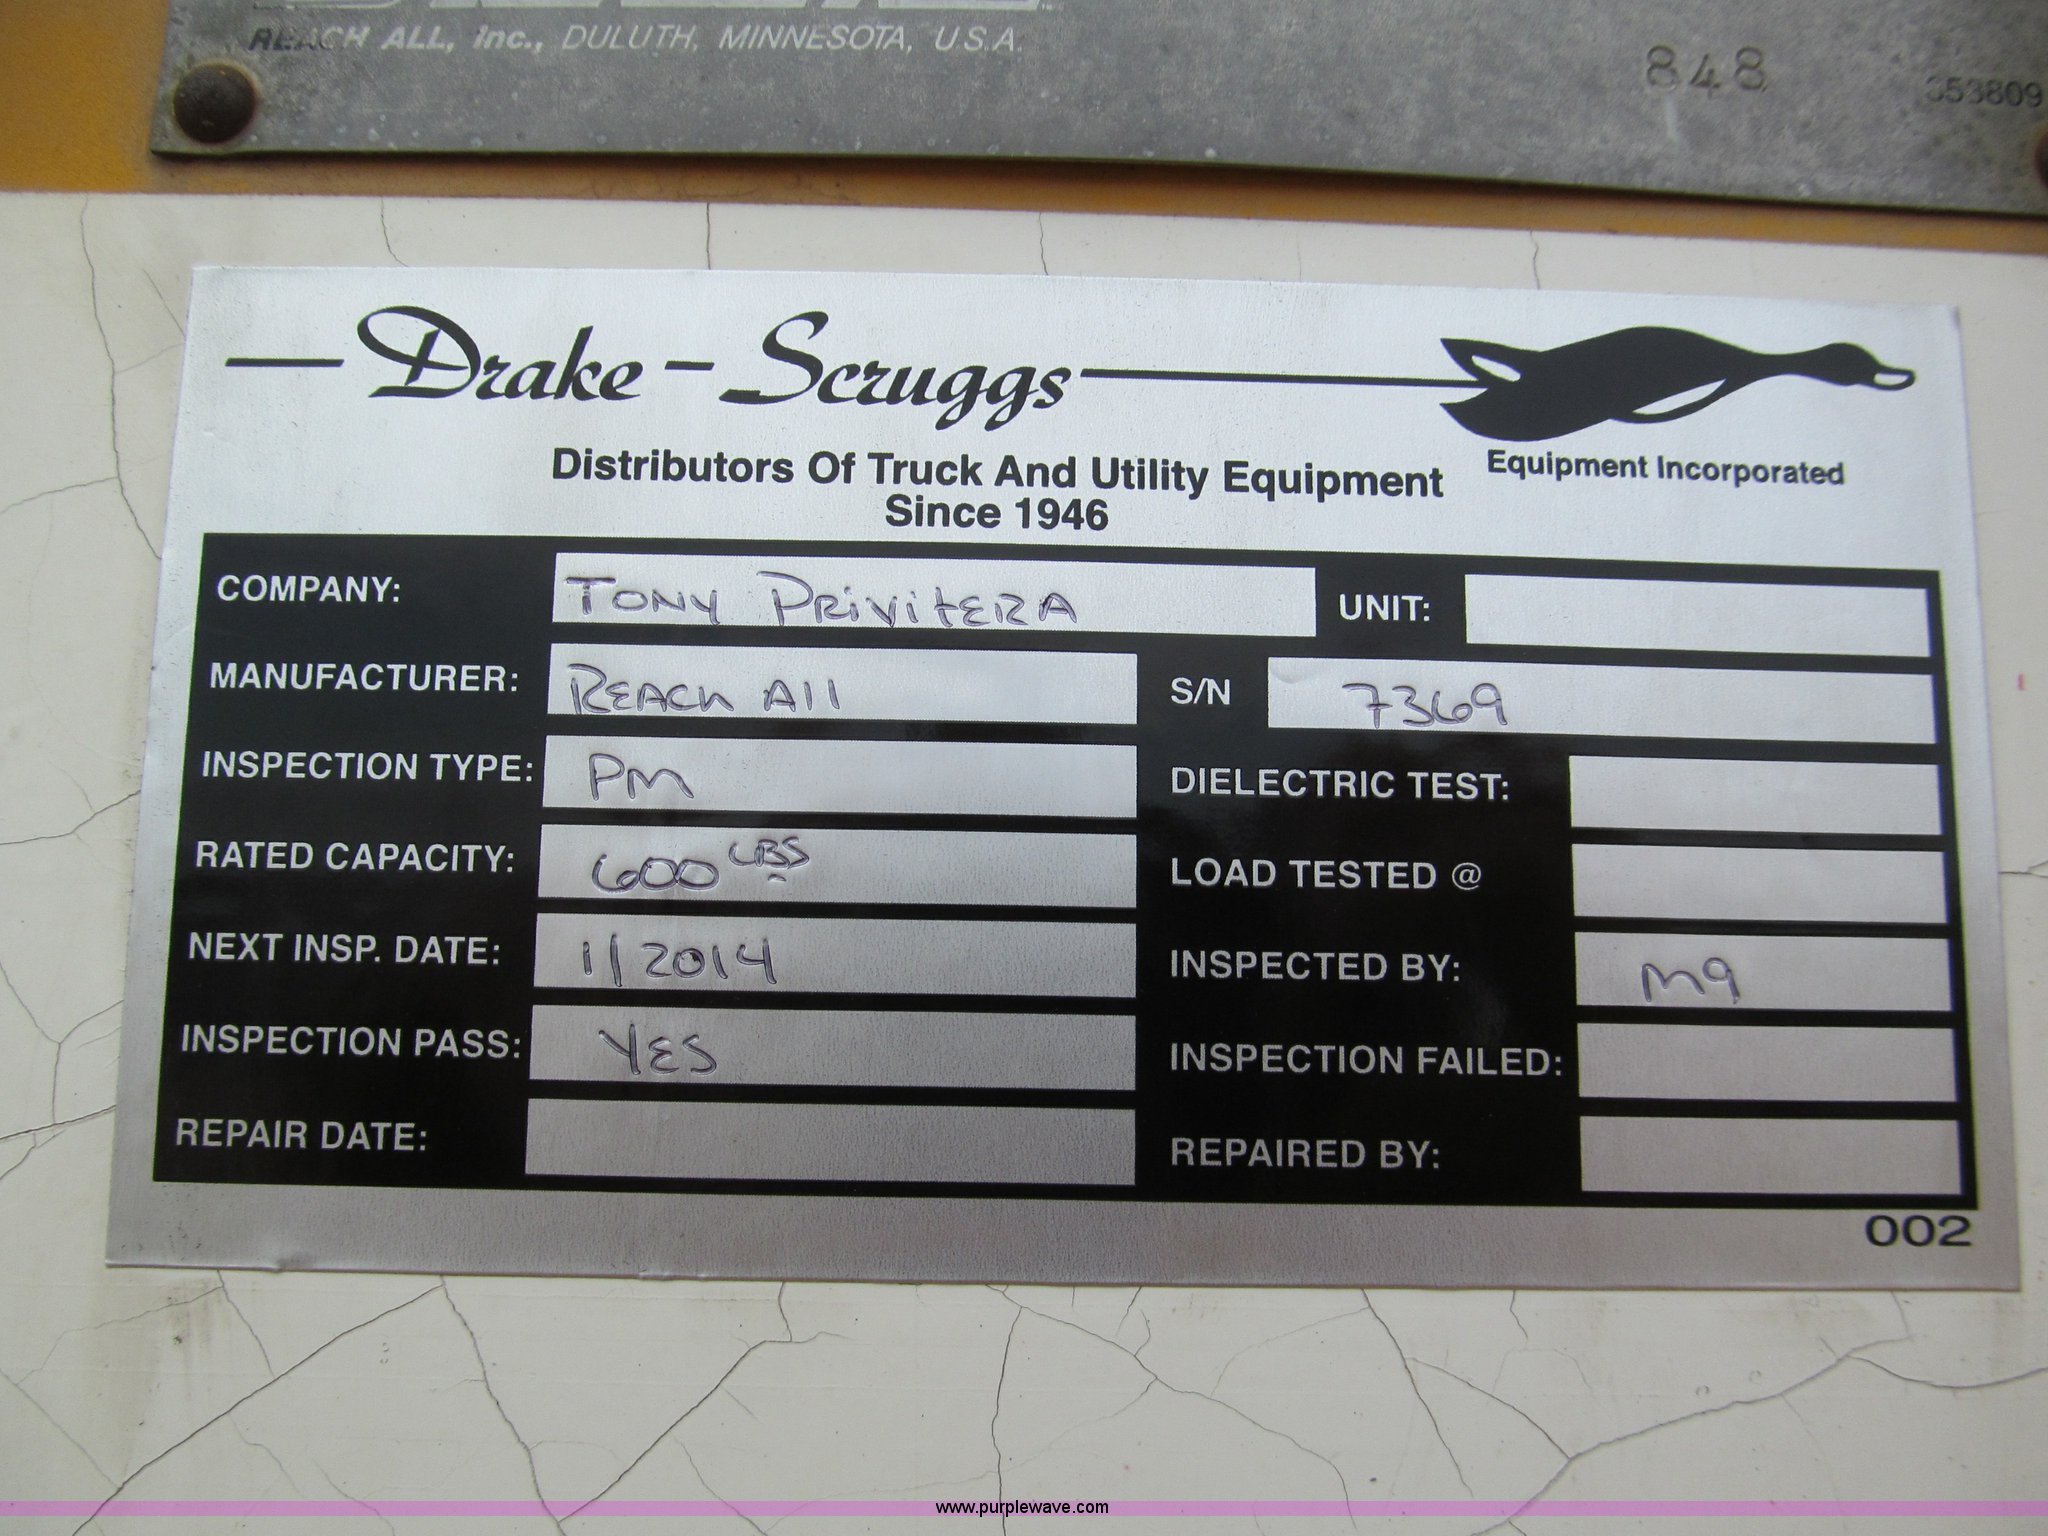 REACH ALL, Inc., DULUTH, MINNESOTA, U.S.A.
848
Drake-Scruggs
Equipment Incorporated
Distributors Of Truck And Utility Equipment
Since 1946
COMPANY: TONY PRIVITERA UNIT:
MANUFACTURER: REACH All S/N 7369
INSPECTION TYPE: PM DIELECTRIC TEST:
RATED CAPACITY: 600 LBS LOAD TESTED @
NEXT INSP. DATE: 1/2014 INSPECTED BY: M9
INSPECTION PASS: YES INSPECTION FAILED:
REPAIR DATE: REPAIRED BY:
002
www.purplewave.com